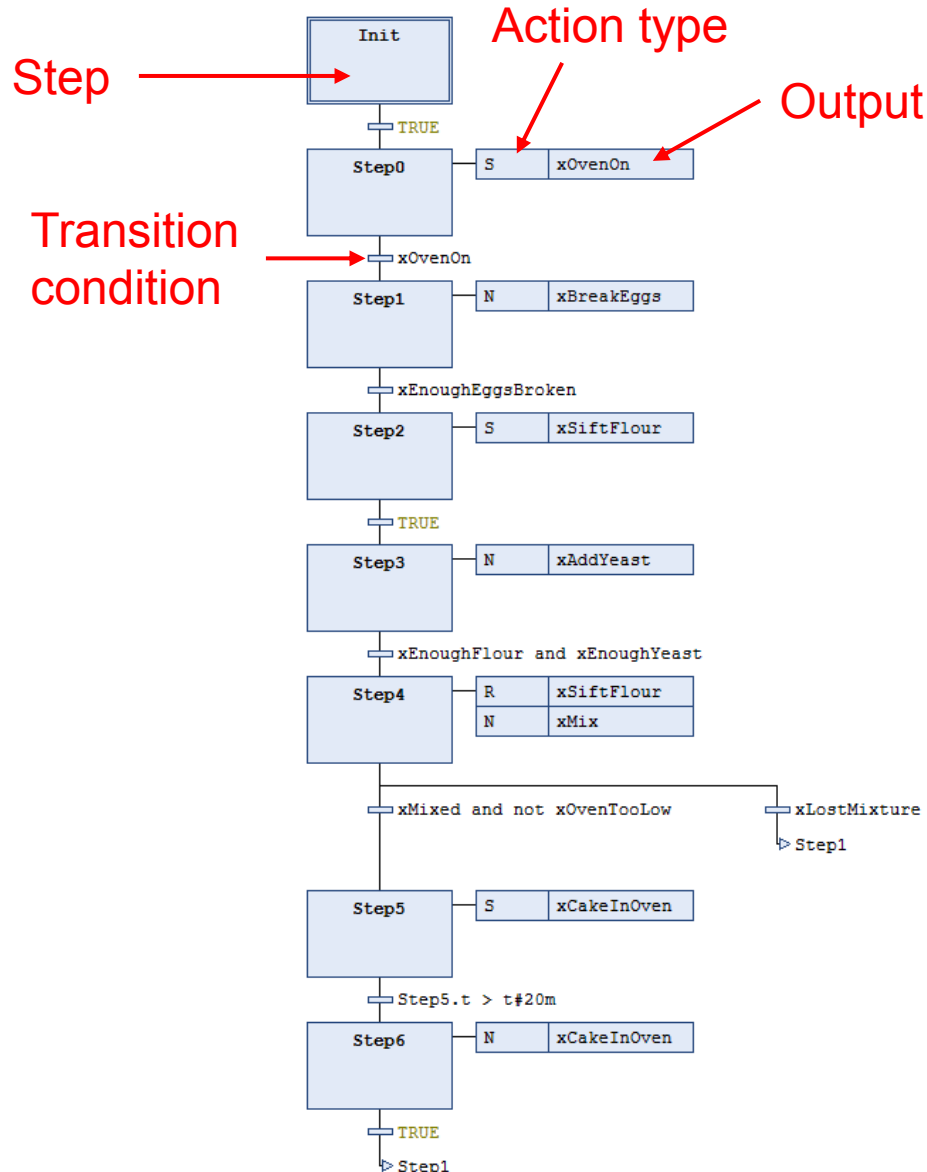 Init
Action type
Step
Output
TRUE
Step0
S xOvenOn
Transition
condition
xOvenOn
Step1
N xBreakEggs
xEnoughEggsBroken
Step2
S xSiftFlour
TRUE
Step3
N xAddYeast
xEnoughFlour and xEnoughYeast
Step4
R xSiftFlour
N xMix
xMixed and not xOvenTooLow
xLostMixture
Step1
Step5
S xCakeInOven
Step5.t > t#20m
Step6
N xCakeInOven
TRUE
Step1